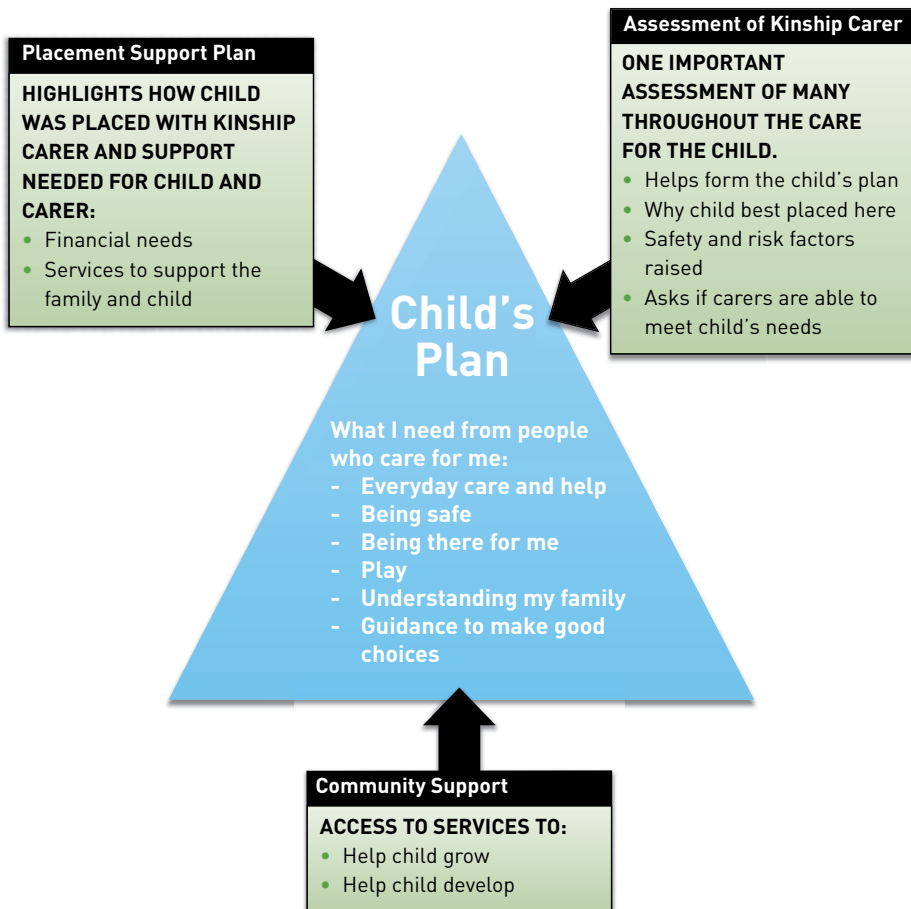 Placement Support Plan
HIGHLIGHTS HOW CHILD
WAS PLACED WITH KINSHIP
CARER AND SUPPORT
NEEDED FOR CHILD AND
CARER:
• Financial needs
• Services to support the
family and child
Assessment of Kinship Carer
ONE IMPORTANT
ASSESSMENT OF MANY
THROUGHOUT THE CARE
FOR THE CHILD.
• Helps form the child’s plan
• Why child best placed here
• Safety and risk factors
raised
• Asks if carers are able to
meet child’s needs
Child’s
Plan
What I need from people
who care for me:
- Everyday care and help
- Being safe
- Being there for me
- Play
- Understanding my family
- Guidance to make good
choices
Community Support
ACCESS TO SERVICES TO:
• Help child grow
• Help child develop